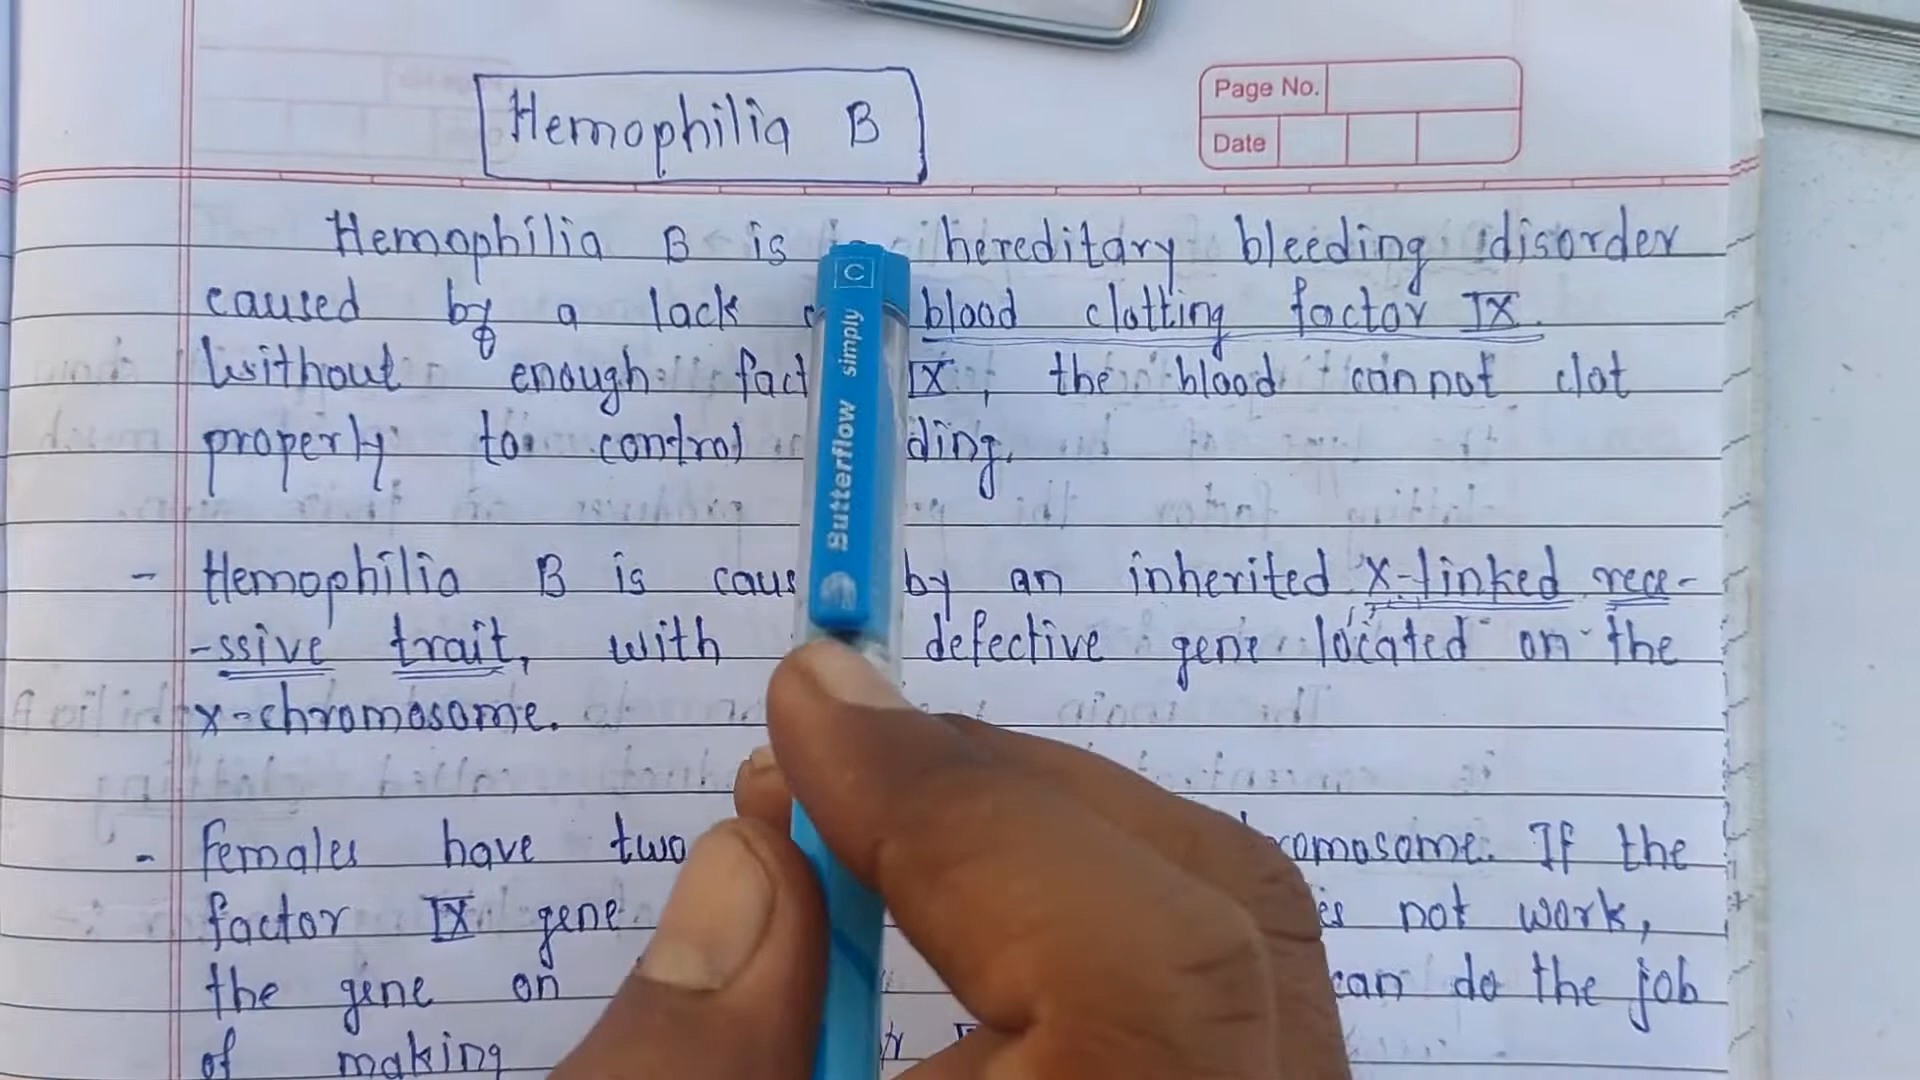 Hemophilia B
Page No.
Date
Hemophilia B is hereditary bleeding disorder
caused by a lack blood clotting factor IX.
Without enough fact IX, the blood cannot clot
properly to control ding.
- Hemophilia B is caus by an inherited X-linked rece-
-ssive trait, with defective gene located on the
X-chromosome.
- Females have two romosome. If the
factor IX gene es not work,
the gene on can do the job
of making
C
Butterflow simply